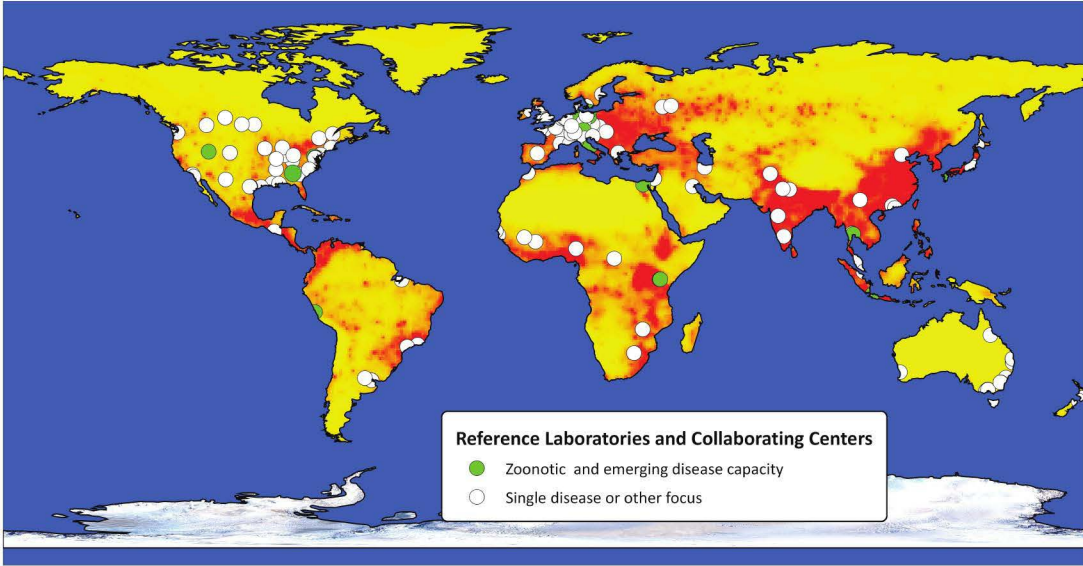 Reference Laboratories and Collaborating Centers
Zoonotic and emerging disease capacity
Single disease or other focus